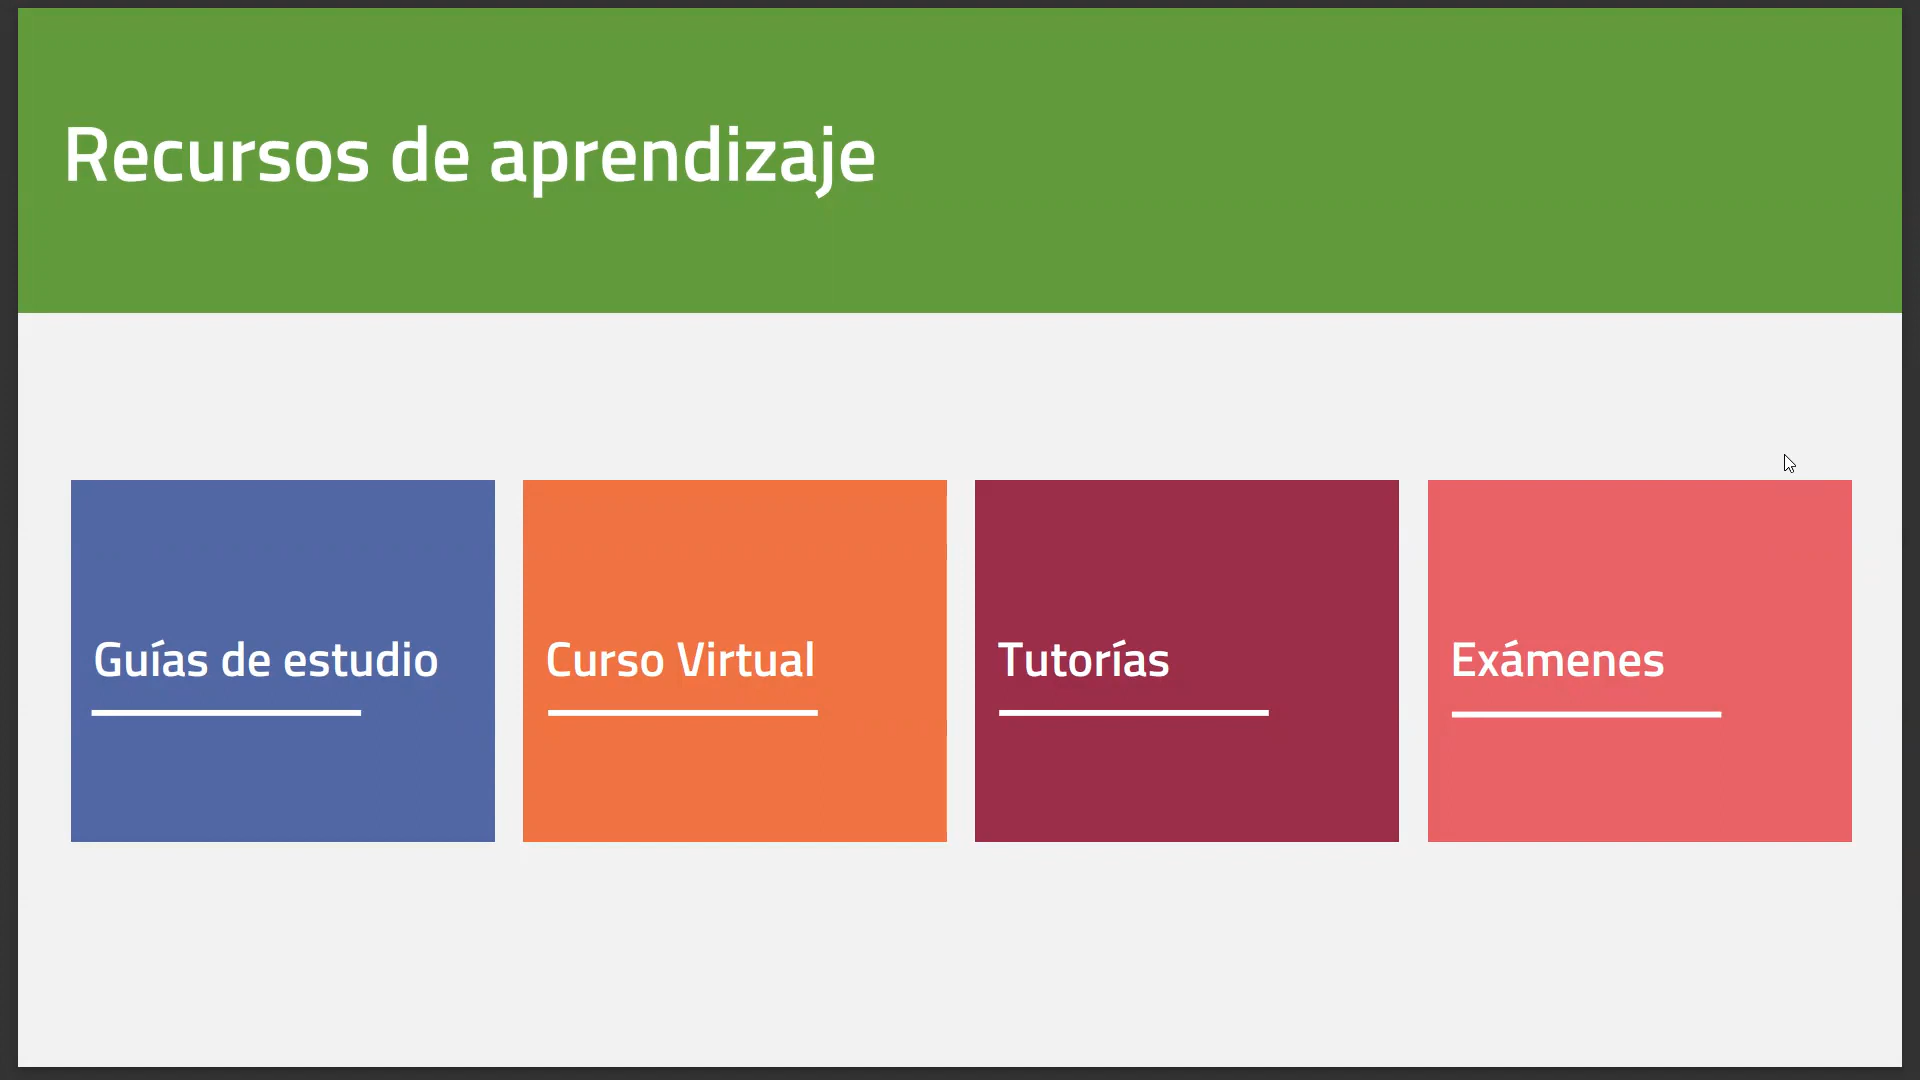 Recursos de aprendizaje
Guías de estudio
Curso Virtual
Tutorías
Exámenes